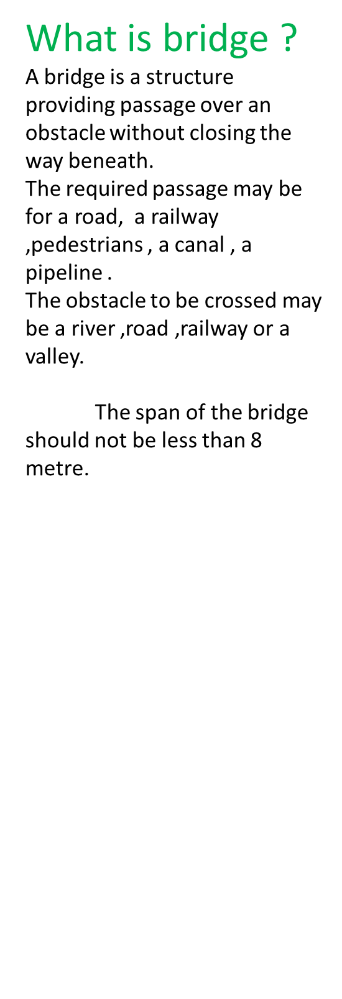 What is bridge ?
A bridge is a structure
providing passage over an
obstacle without closing the
way beneath.
The required passage may be
for a road,  a railway
,pedestrians , a canal , a
pipeline .
The obstacle to be crossed may
be a river ,road ,railway or a
valley.
The span of the bridge
should not be less than 8
metre.